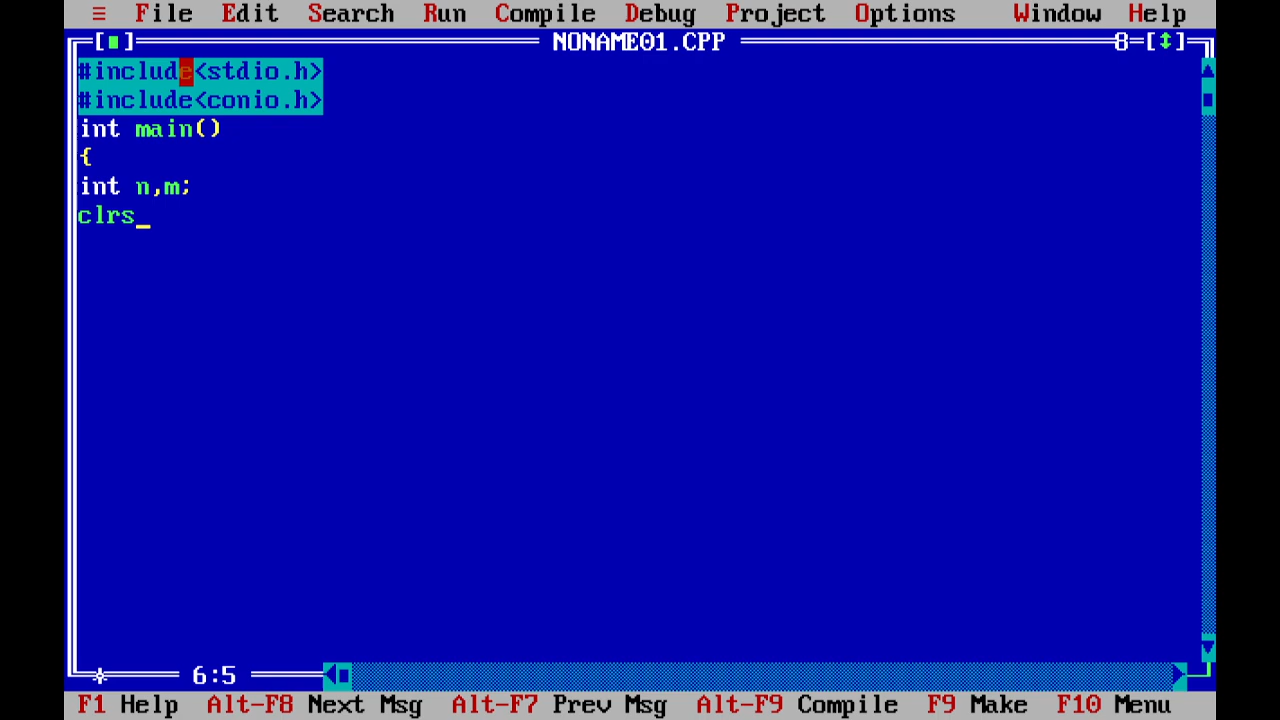 ≡ File Edit Search Run Compile Debug Project Options Window Help
[■] NONAME01.CPP 8=[↕]
#include<stdio.h>
#include<conio.h>
int main()
{
int n,m;
clrs_
6:5
F1 Help Alt-F8 Next Msg Alt-F7 Prev Msg Alt-F9 Compile F9 Make F10 Menu